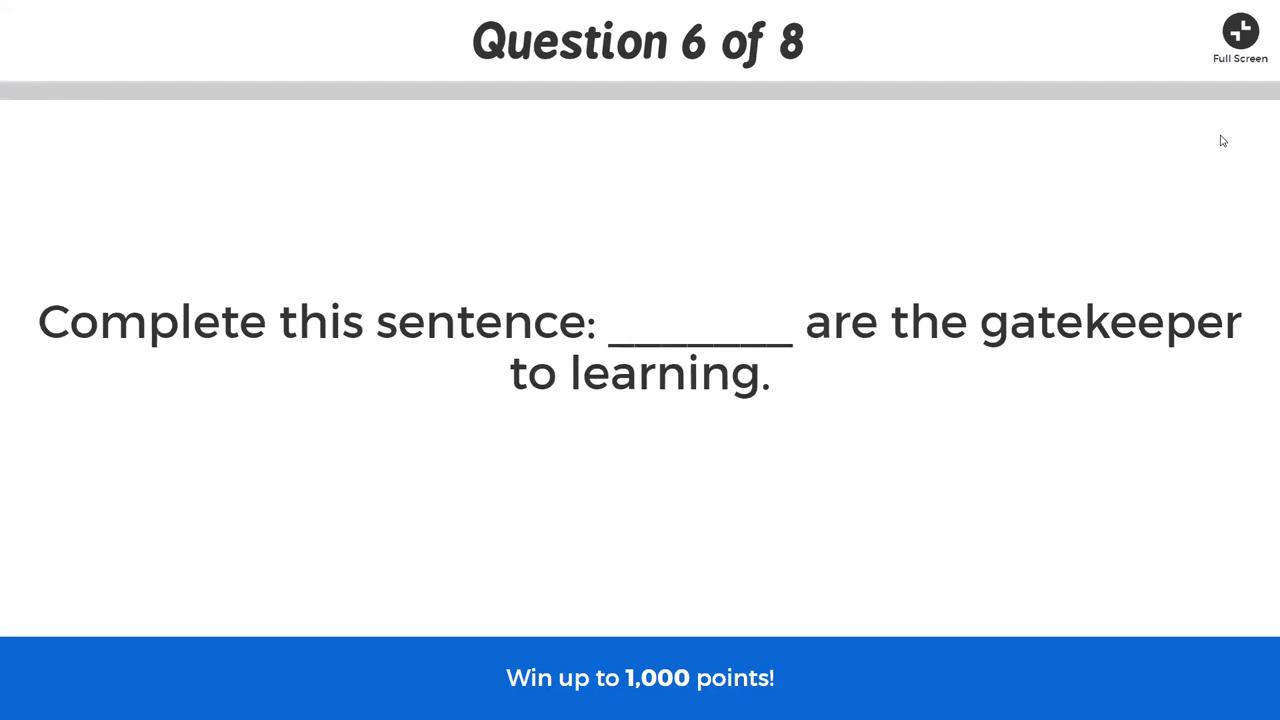 Question 6 of 8
Full Screen
Complete this sentence: _______ are the gatekeeper
to learning.
Win up to 1,000 points!